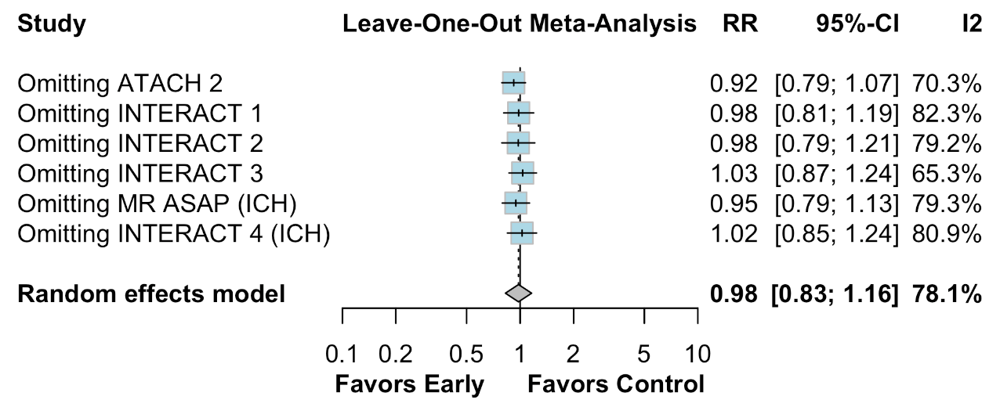 Study Leave-One-Out Meta-Analysis RR 95%-CI I2
Omitting ATACH 2 0.92 [0.79; 1.07] 70.3%
Omitting INTERACT 1 0.98 [0.81; 1.19] 82.3%
Omitting INTERACT 2 0.98 [0.79; 1.21] 79.2%
Omitting INTERACT 3 1.03 [0.87; 1.24] 65.3%
Omitting MR ASAP (ICH) 0.95 [0.79; 1.13] 79.3%
Omitting INTERACT 4 (ICH) 1.02 [0.85; 1.24] 80.9%
Random effects model 0.98 [0.83; 1.16] 78.1%
0.1 0.2 0.5 1 2 5 10
Favors Early Favors Control